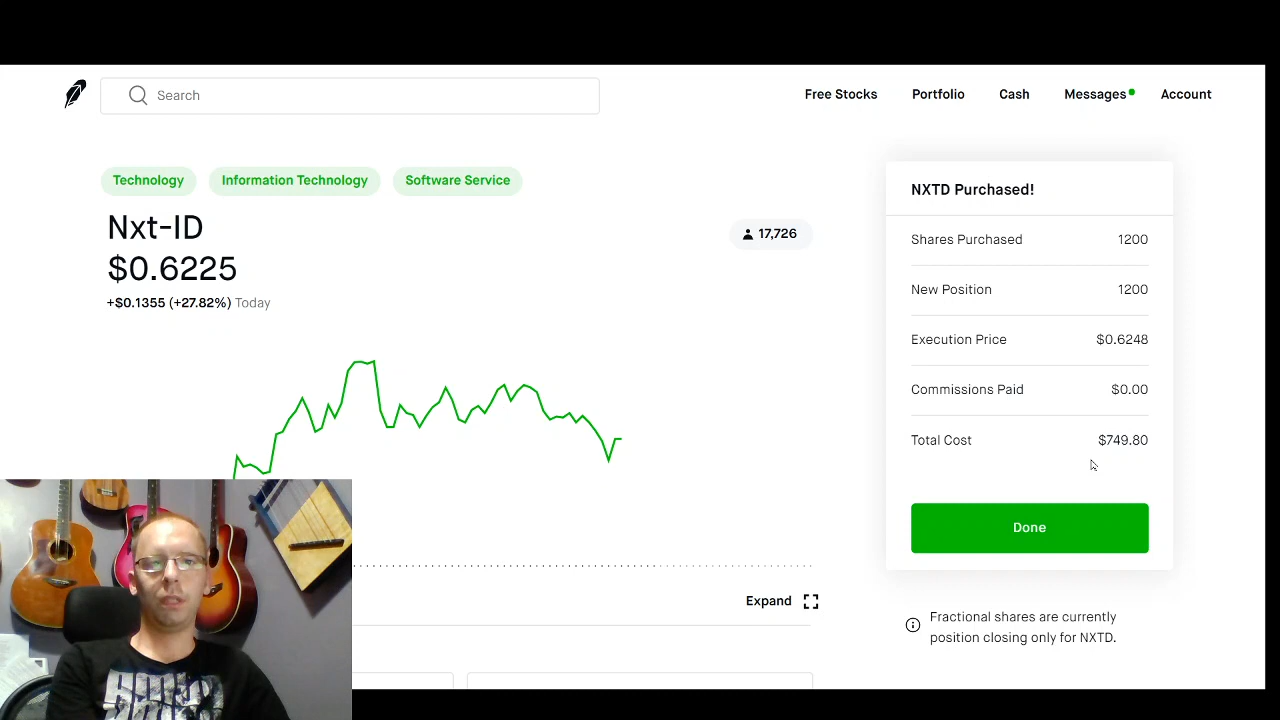 Search
Free Stocks
Portfolio
Cash
Messages
Account
Technology
Information Technology
Software Service
Nxt-ID
$0.6225
+$0.1355 (+27.82%) Today
17,726
NXTD Purchased!
Shares Purchased 1200
New Position 1200
Execution Price $0.6248
Commissions Paid $0.00
Total Cost $749.80
Done
Expand
Fractional shares are currently
position closing only for NXTD.